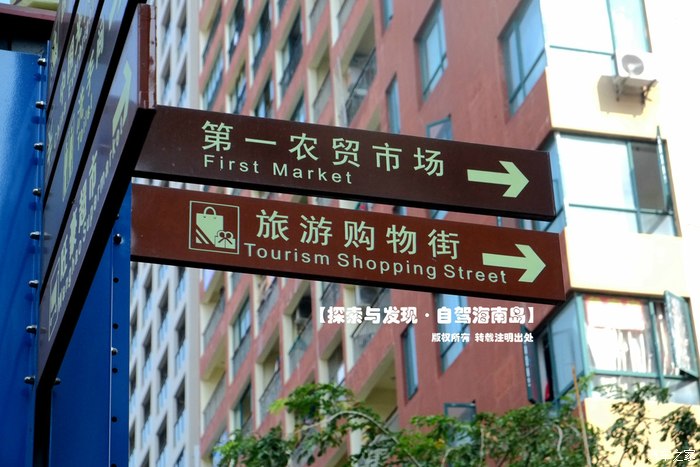 第一农贸市场
First Market
旅游购物街
Tourism Shopping Street
【探索与发现·自驾海南岛】
版权所有 转载注明出处